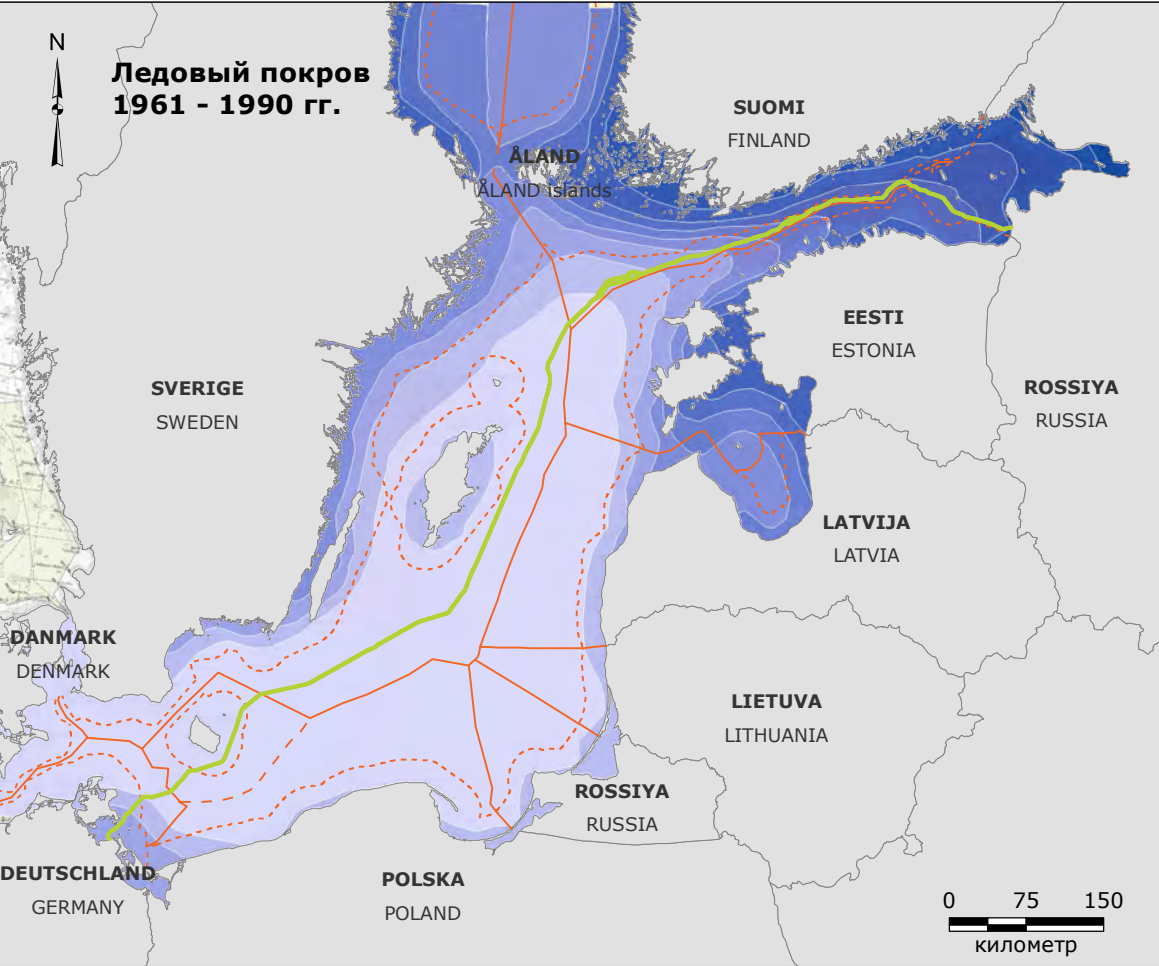 N
Ледовый покров
1961 - 1990 гг.
SUOMI
FINLAND
ÅLAND
ÅLAND islands
EESTI
ESTONIA
SVERIGE
SWEDEN
ROSSIYA
RUSSIA
LATVIJA
LATVIA
DANMARK
DENMARK
LIETUVA
LITHUANIA
ROSSIYA
RUSSIA
DEUTSCHLAND
GERMANY
POLSKA
POLAND
0 75 150
километр